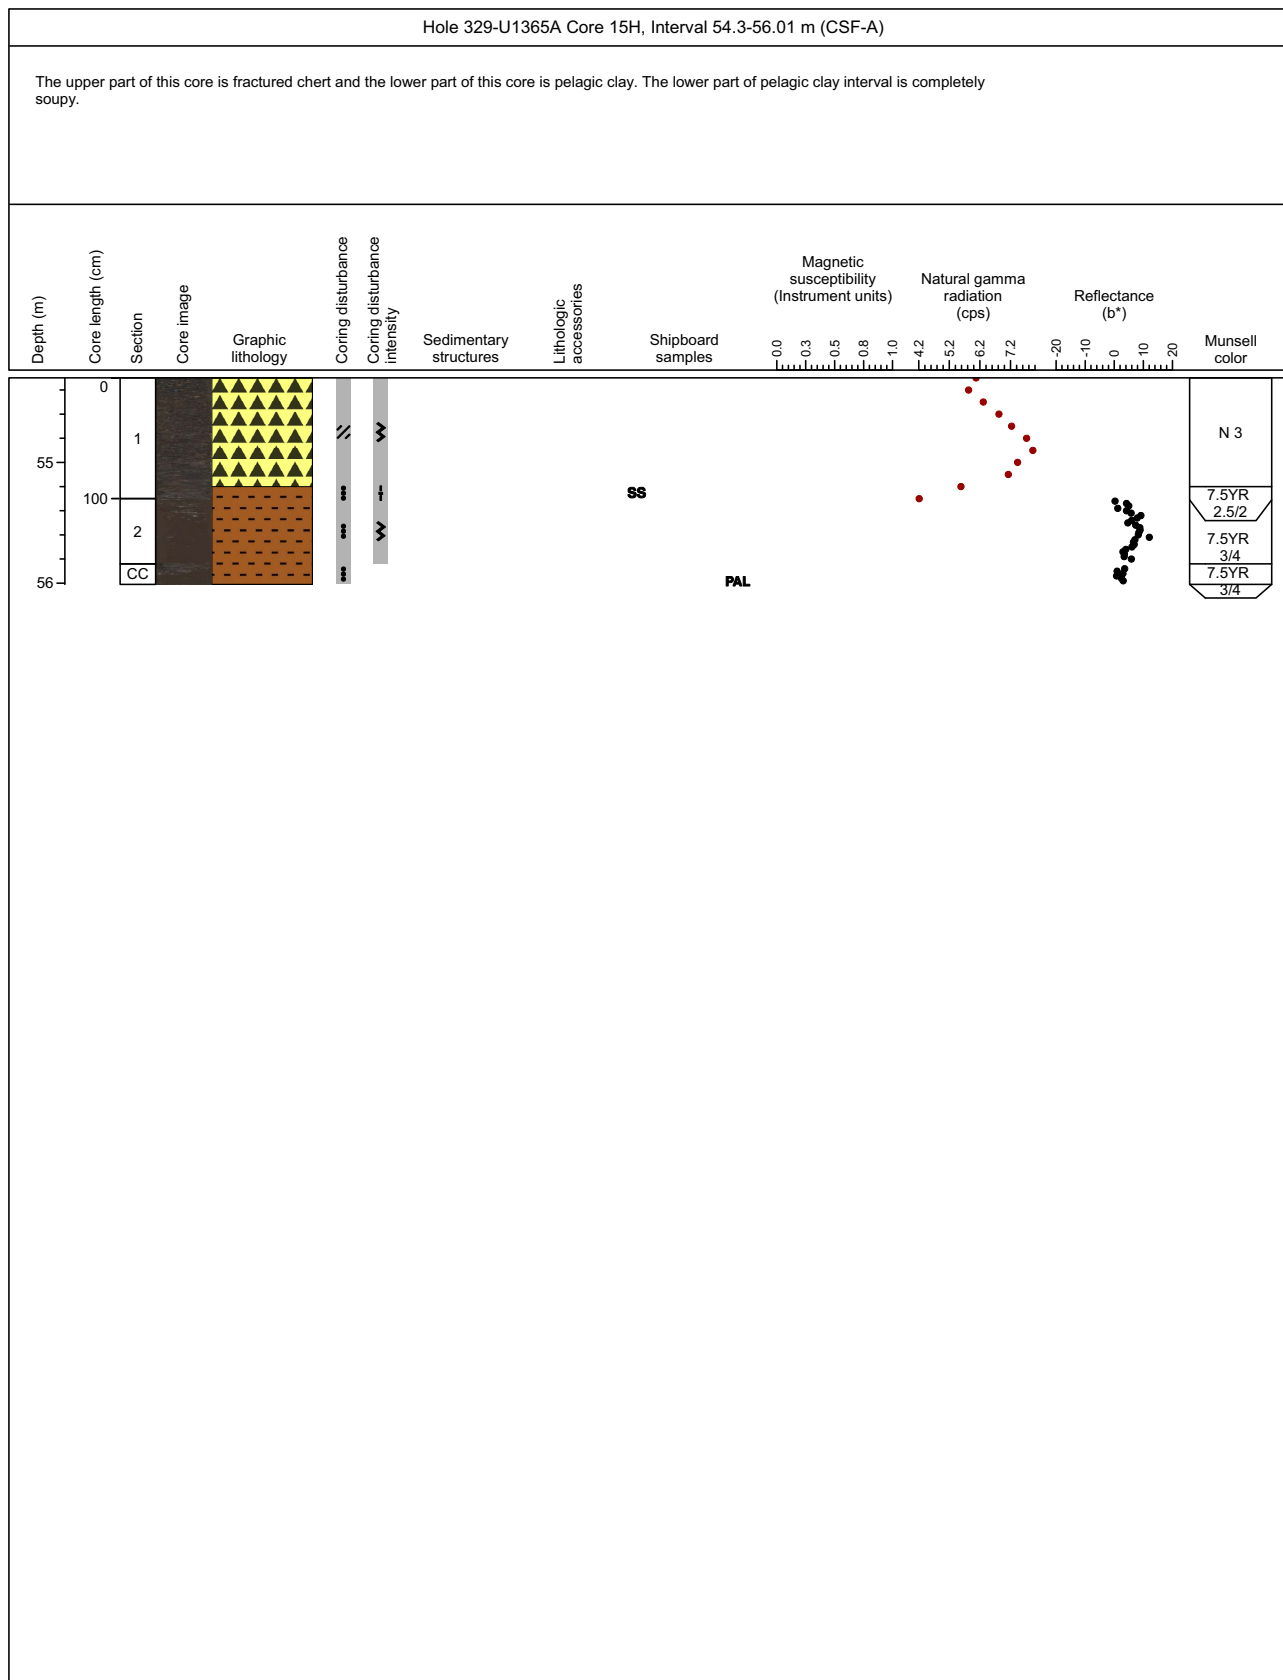 Hole 329-U1365A Core 15H, Interval 54.3-56.01 m (CSF-A)
The upper part of this core is fractured chert and the lower part of this core is pelagic clay. The lower part of pelagic clay interval is completely
soupy.
Depth (m)
Core length (cm)
Section
Core image
Graphic
lithology
Coring disturbance
Coring disturbance
intensity
Sedimentary
structures
Lithologic
accessories
Shipboard
samples
Magnetic
susceptibility
(Instrument units)
0.0 0.3 0.5 0.8 1.0
Natural gamma
radiation
(cps)
4.2 5.2 6.2 7.2
Reflectance
(b*)
-20 -10 0 10 20
Munsell
color
0
1
N 3
55
100
SS
7.5YR
2.5/2
2
7.5YR
3/4
CC
7.5YR
56
PAL
3/4